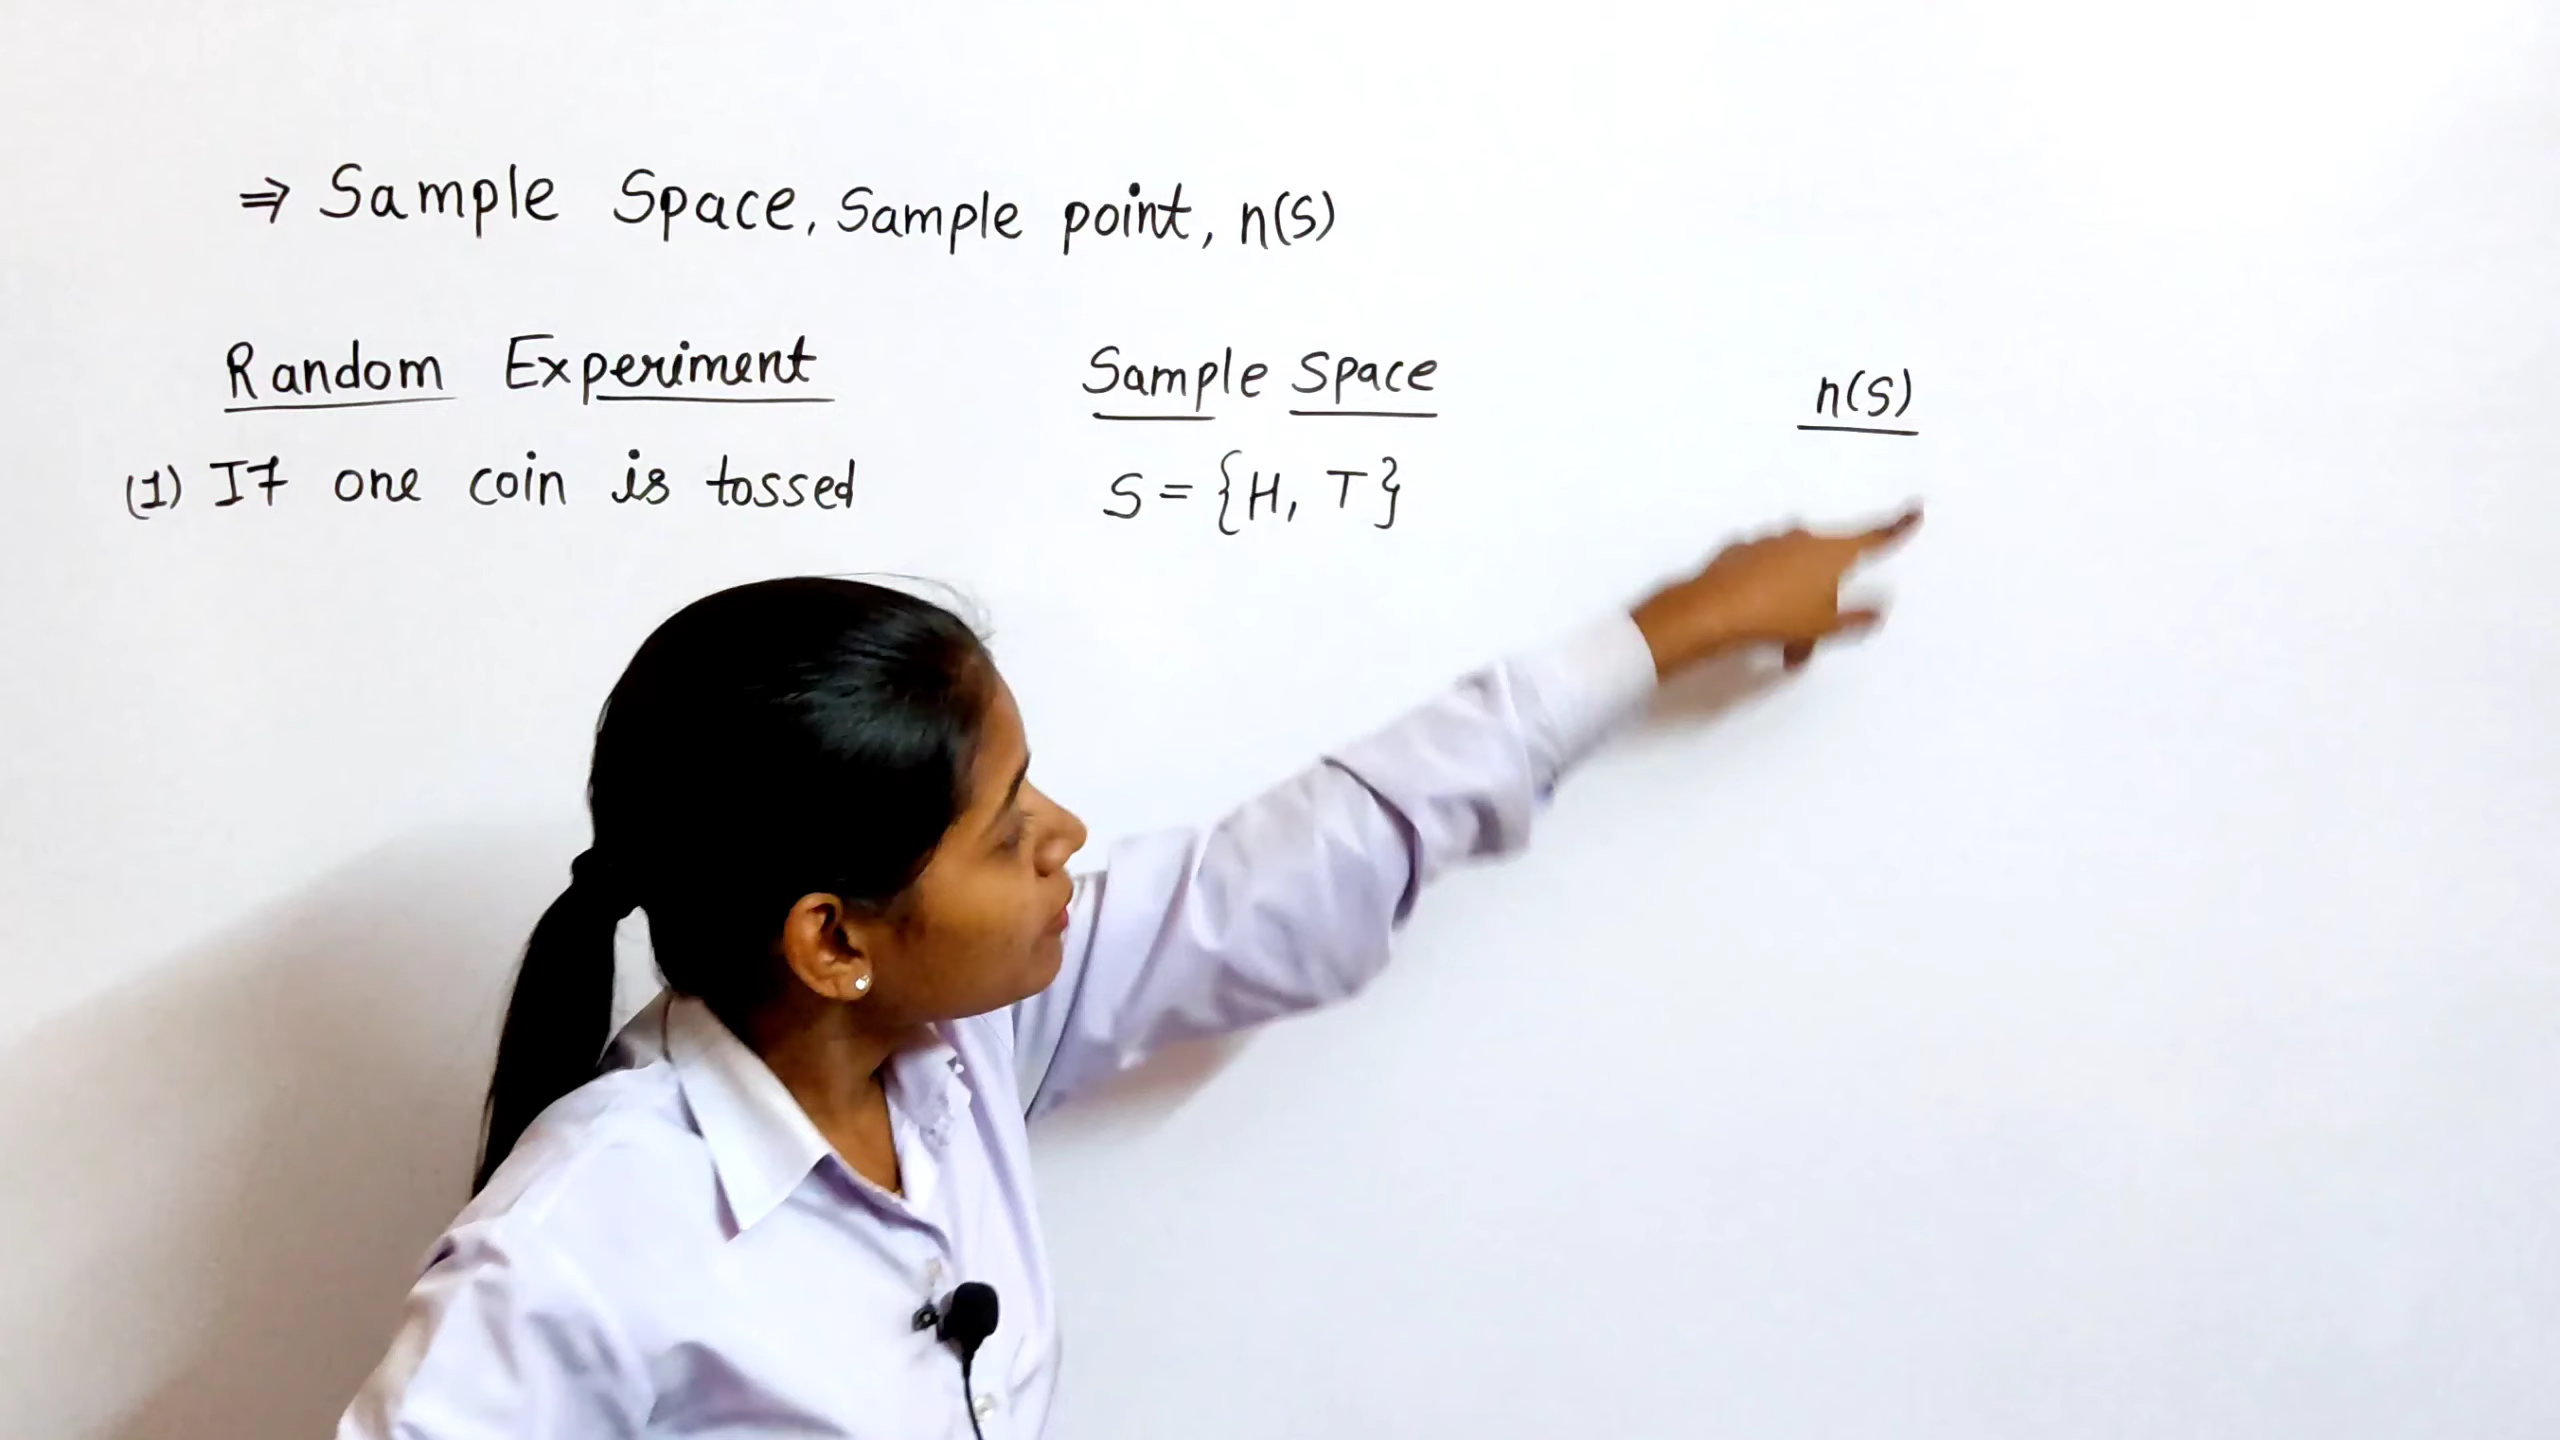 ⇒ Sample Space, Sample point, n(S)
Random Experiment Sample Space n(S)
(1) If one coin is tossed S = {H, T}